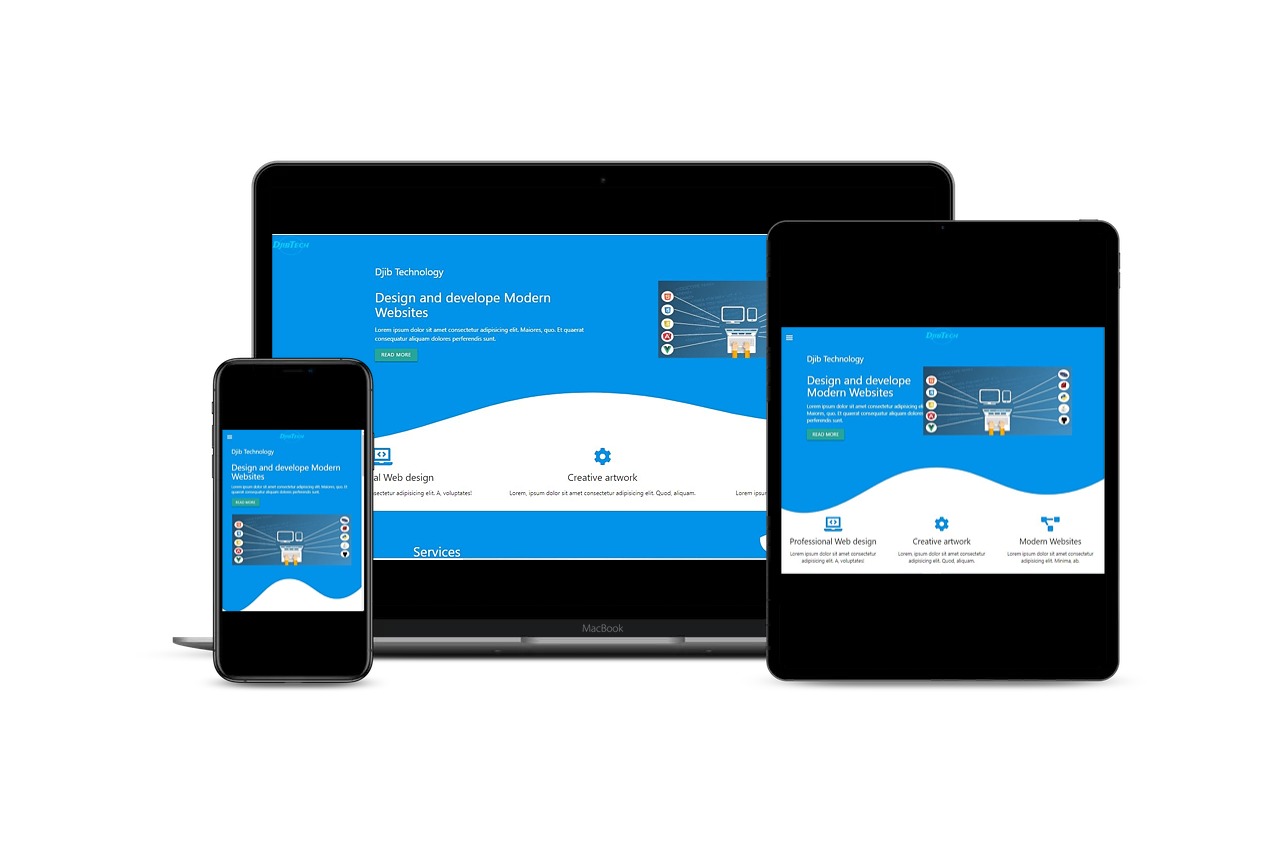 DjibTech
Djib Technology
Design and develope Modern
Websites
Lorem ipsum dolor sit amet consectetur adipisicing elit. Maiores, quo. Et quaerat
consequatur aliquam dolores perferendis sunt.
READ MORE
al Web design
sectetur adipisicing elit. A, voluptates!
Creative artwork
Lorem, ipsum dolor sit amet consectetur adipisicing elit. Quod, aliquam.
Lorem ipsum
Services
MacBook
DjibTech
Djib Technology
Design and develope Modern
Websites
Lorem ipsum dolor sit amet consectetur adipisicing elit. Maiores, quo. Et
quaerat consequatur aliquam dolores perferendis sunt.
READ MORE
DjibTech
Djib Technology
Design and develope
Modern Websites
Lorem ipsum dolor sit amet consectetur adipisicing
Maiores, quo. Et quaerat consequatur aliquam dolores
perferendis sunt.
READ MORE
Professional Web design
Lorem ipsum dolor sit amet consectetur
adipisicing elit. A, voluptates!
Creative artwork
Lorem, ipsum dolor sit amet consectetur
adipisicing elit. Quod, aliquam.
Modern Websites
Lorem ipsum dolor sit amet consectetur
adipisicing elit. Minima, ab.